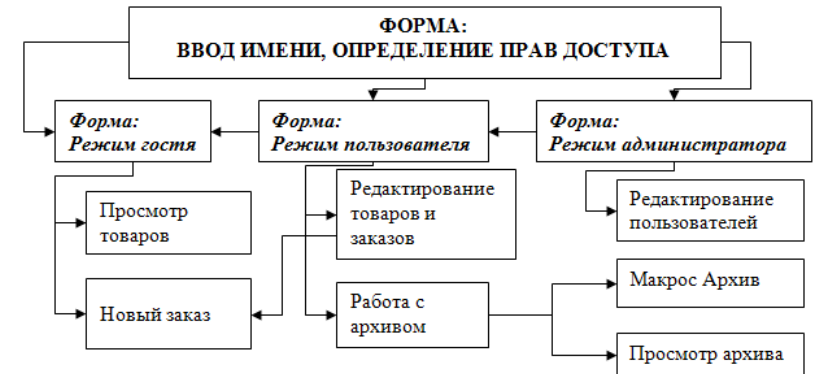 ФОРМА:
ВВОД ИМЕНИ, ОПРЕДЕЛЕНИЕ ПРАВ ДОСТУПА
Форма:
Режим гостя
Форма:
Режим пользователя
Форма:
Режим администратора
Просмотр
товаров
Редактирование
товаров и
заказов
Редактирование
пользователей
Новый заказ
Работа с
архивом
Макрос Архив
Просмотр архива